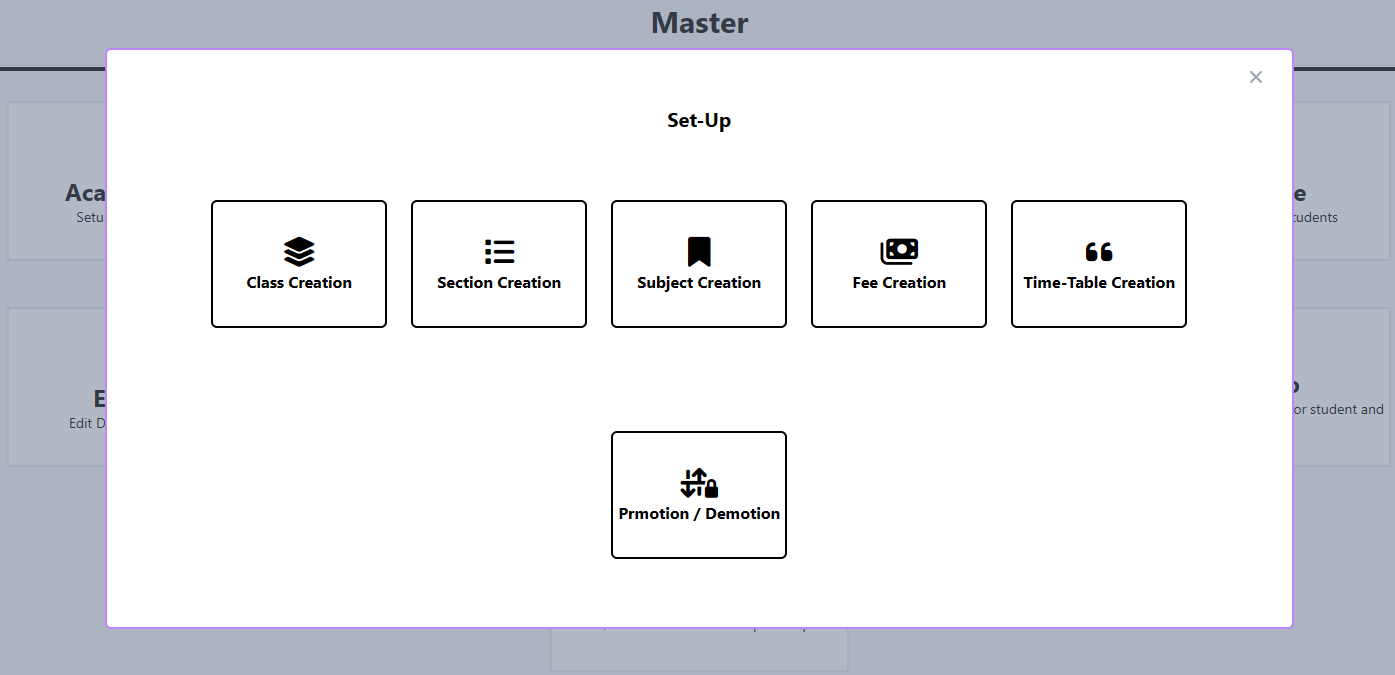 Master
Set-Up
Aca
e
Setu
tudents
Class Creation
Section Creation
Subject Creation
Fee Creation
Time-Table Creation
E
Edit D
or student and
Prmotion / Demotion